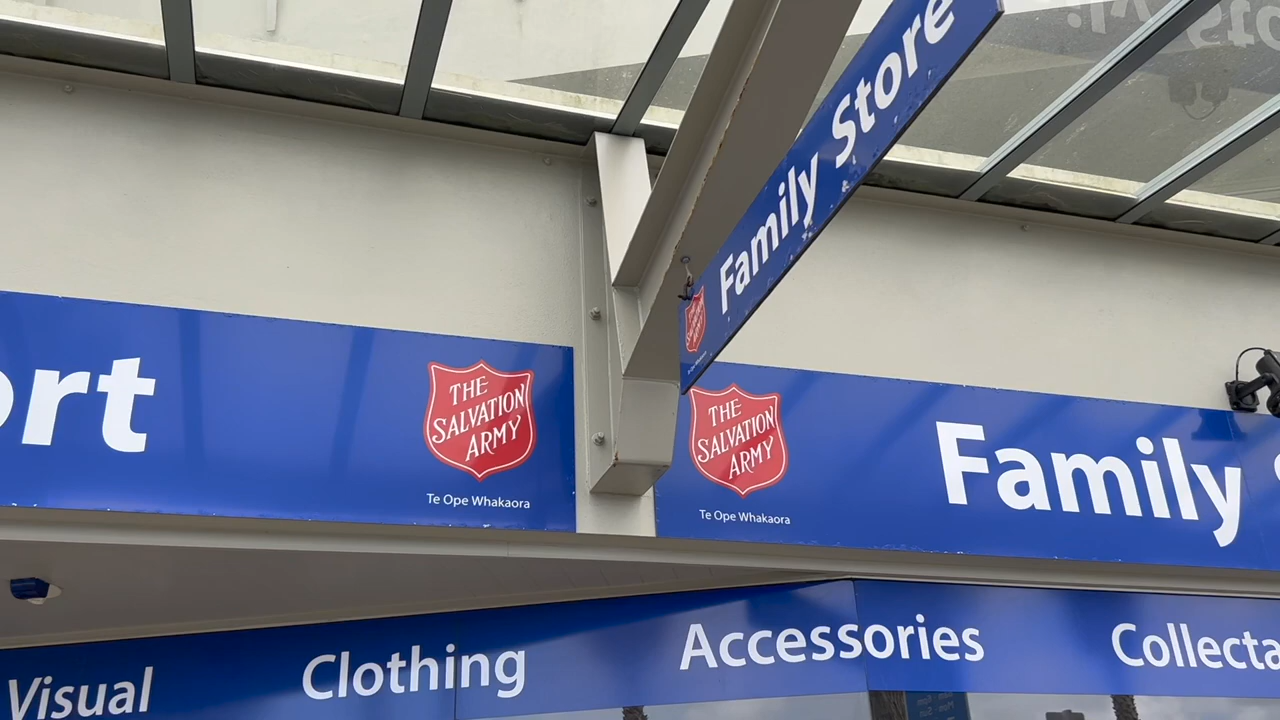 Family Store
ort
THE
SALVATION
ARMY
Te Ope Whakaora
THE
SALVATION
ARMY
Te Ope Whakaora
Family
Visual
Clothing
Accessories
Collecta